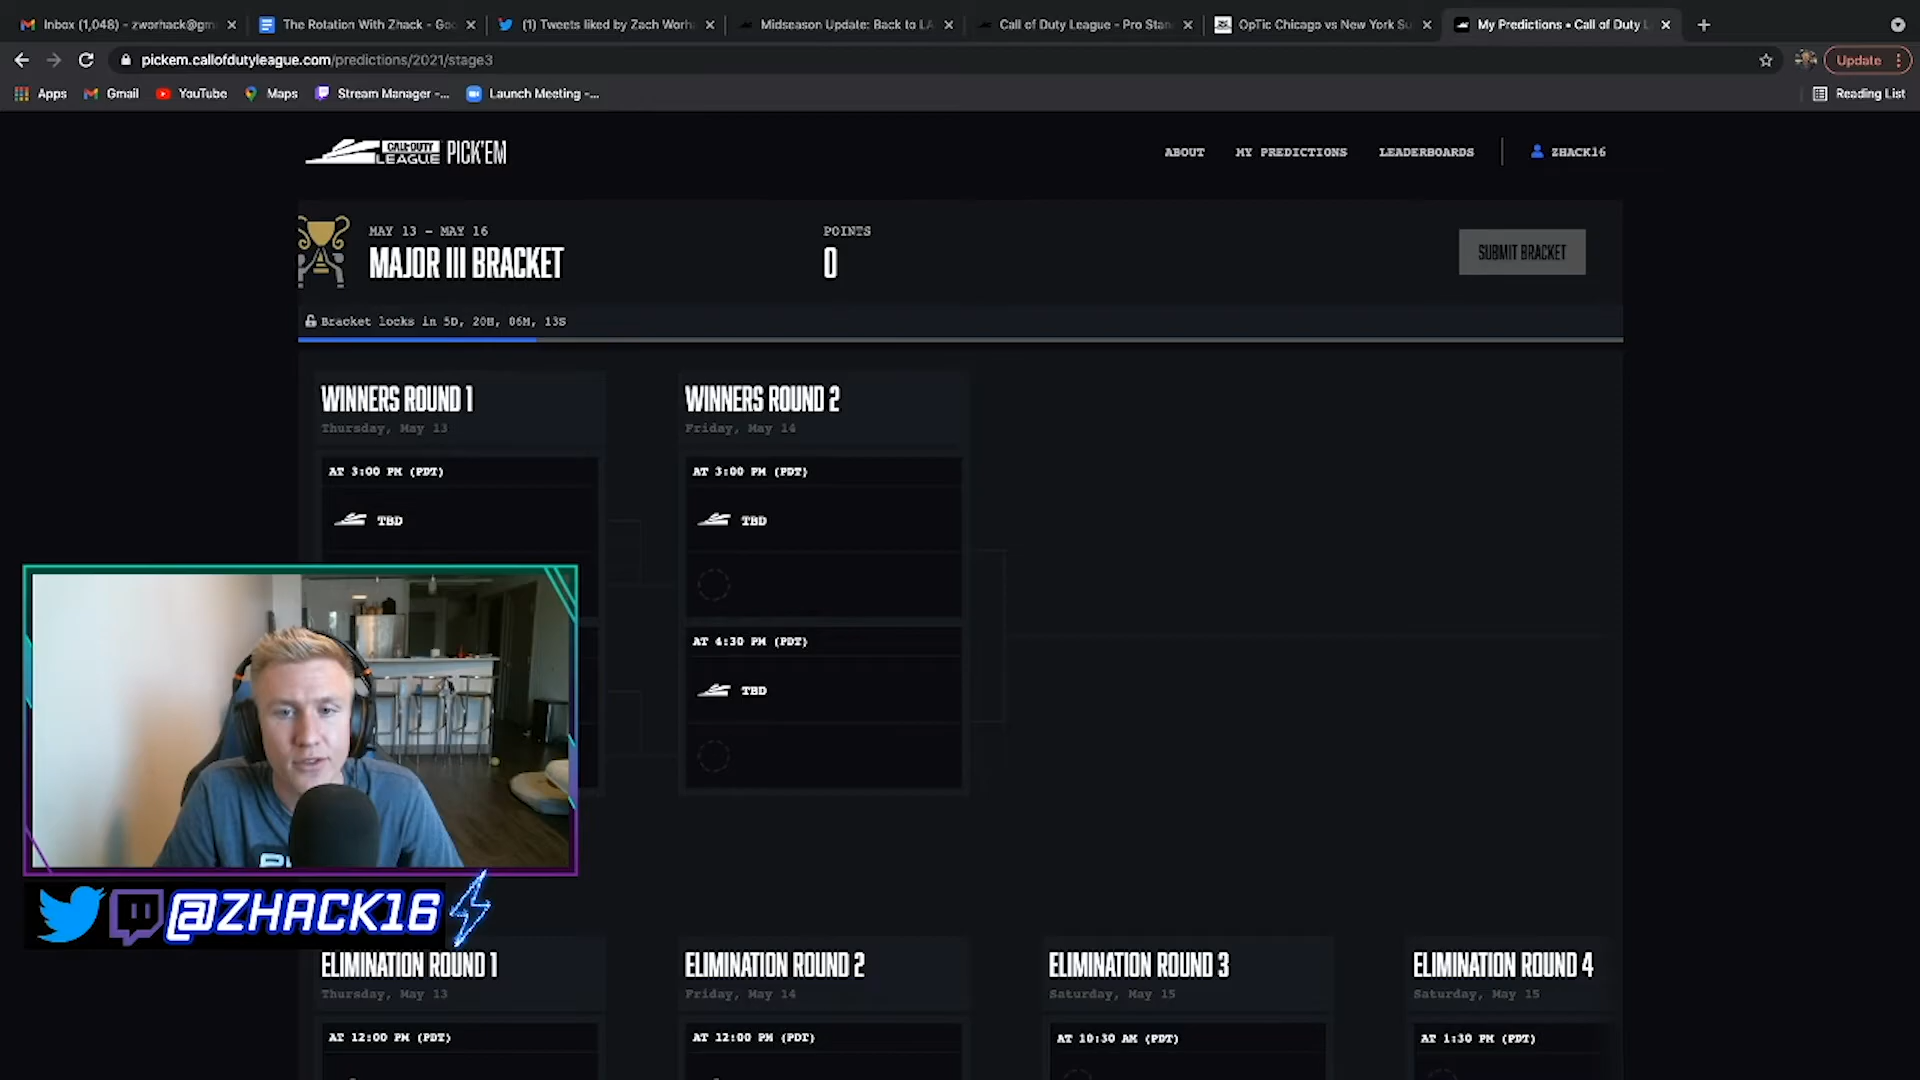 Inbox (1,048) - zworhack@gm
The Rotation With Zhack - Goo
(1) Tweets liked by Zach Worha
Midseason Update: Back to LA
Call of Duty League - Pro Stan
OpTic Chicago vs New York Su
My Predictions • Call of Duty L
pickem.callofdutyleague.com/predictions/2021/stage3
Update
Apps
Gmail
YouTube
Maps
Stream Manager -...
Launch Meeting -...
Reading List
CALL OF DUTY LEAGUE PICK'EM
ABOUT
MY PREDICTIONS
LEADERBOARDS
ZHACK16
MAY 13 - MAY 16
MAJOR III BRACKET
POINTS
0
SUBMIT BRACKET
Bracket locks in 5D, 20H, 06M, 13S
WINNERS ROUND 1
Thursday, May 13
AT 3:00 PM (PDT)
TBD
WINNERS ROUND 2
Friday, May 14
AT 3:00 PM (PDT)
TBD
AT 4:30 PM (PDT)
TBD
@ZHACK16
ELIMINATION ROUND 1
Thursday, May 13
AT 12:00 PM (PDT)
ELIMINATION ROUND 2
Friday, May 14
AT 12:00 PM (PDT)
ELIMINATION ROUND 3
Saturday, May 15
AT 10:30 AM (PDT)
ELIMINATION ROUND 4
Saturday, May 15
AT 1:30 PM (PDT)